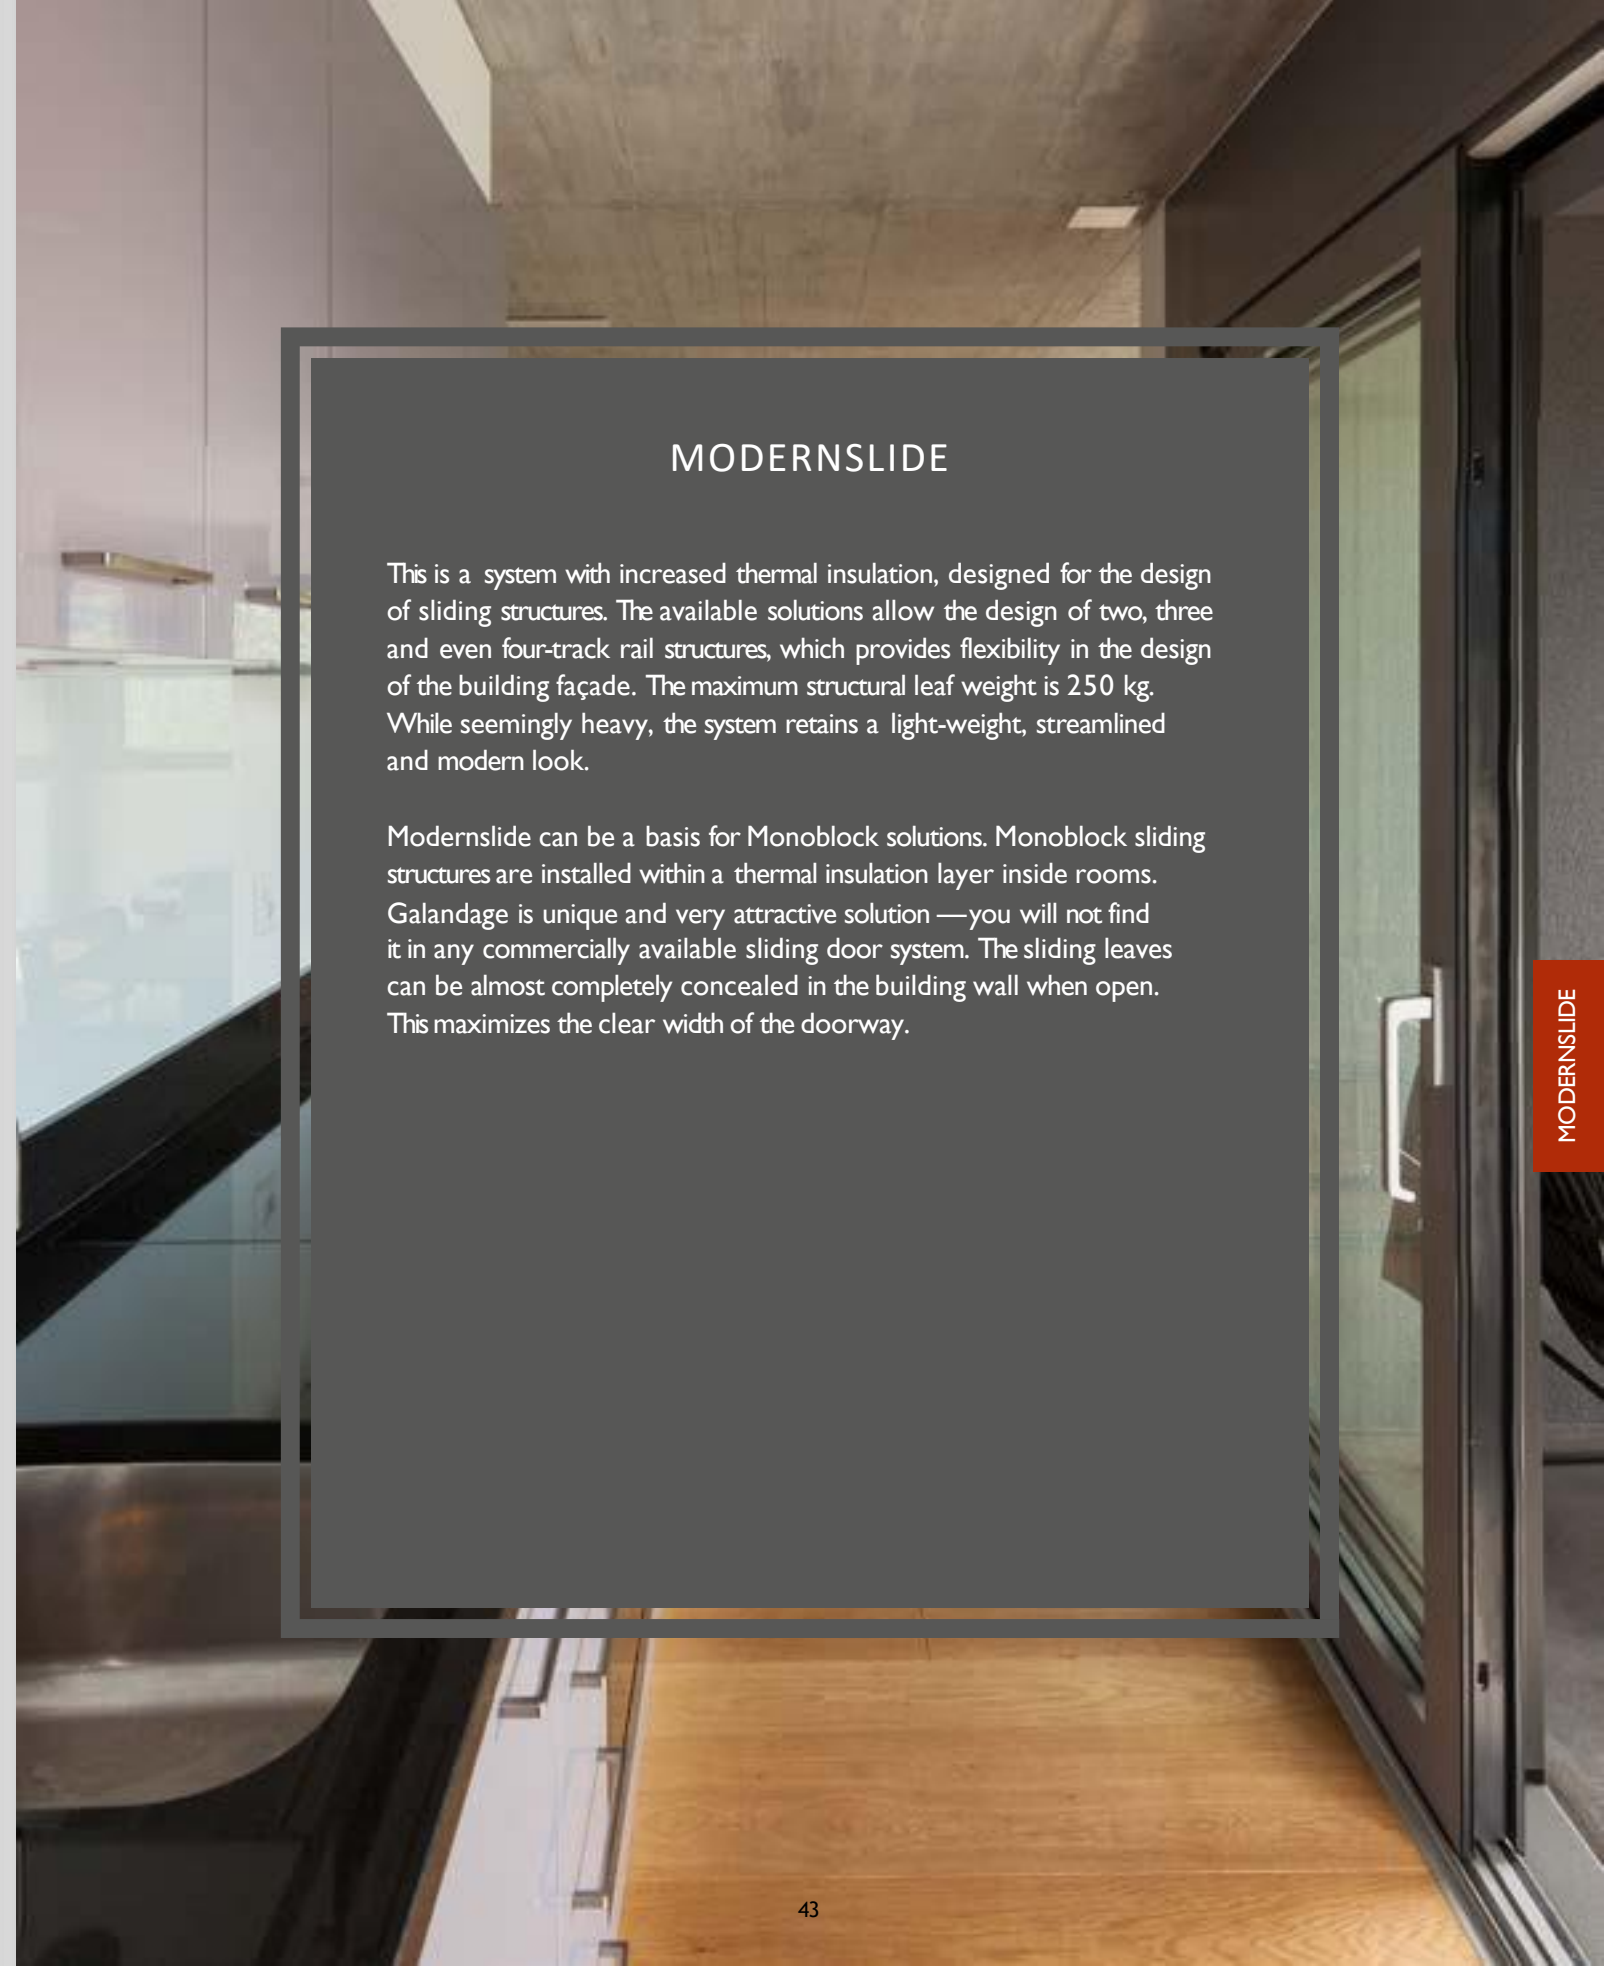 MODERNSLIDE
This is a system with increased thermal insulation, designed for the design
of sliding structures. The available solutions allow the design of two, three
and even four-track rail structures, which provides flexibility in the design
of the building façade. The maximum structural leaf weight is 250 kg.
While seemingly heavy, the system retains a light-weight, streamlined
and modern look.
Modernslide can be a basis for Monoblock solutions. Monoblock sliding
structures are installed within a thermal insulation layer inside rooms.
Galandage is unique and very attractive solution —you will not find
it in any commercially available sliding door system. The sliding leaves
can be almost completely concealed in the building wall when open.
This maximizes the clear width of the doorway.
MODERNSLIDE
43